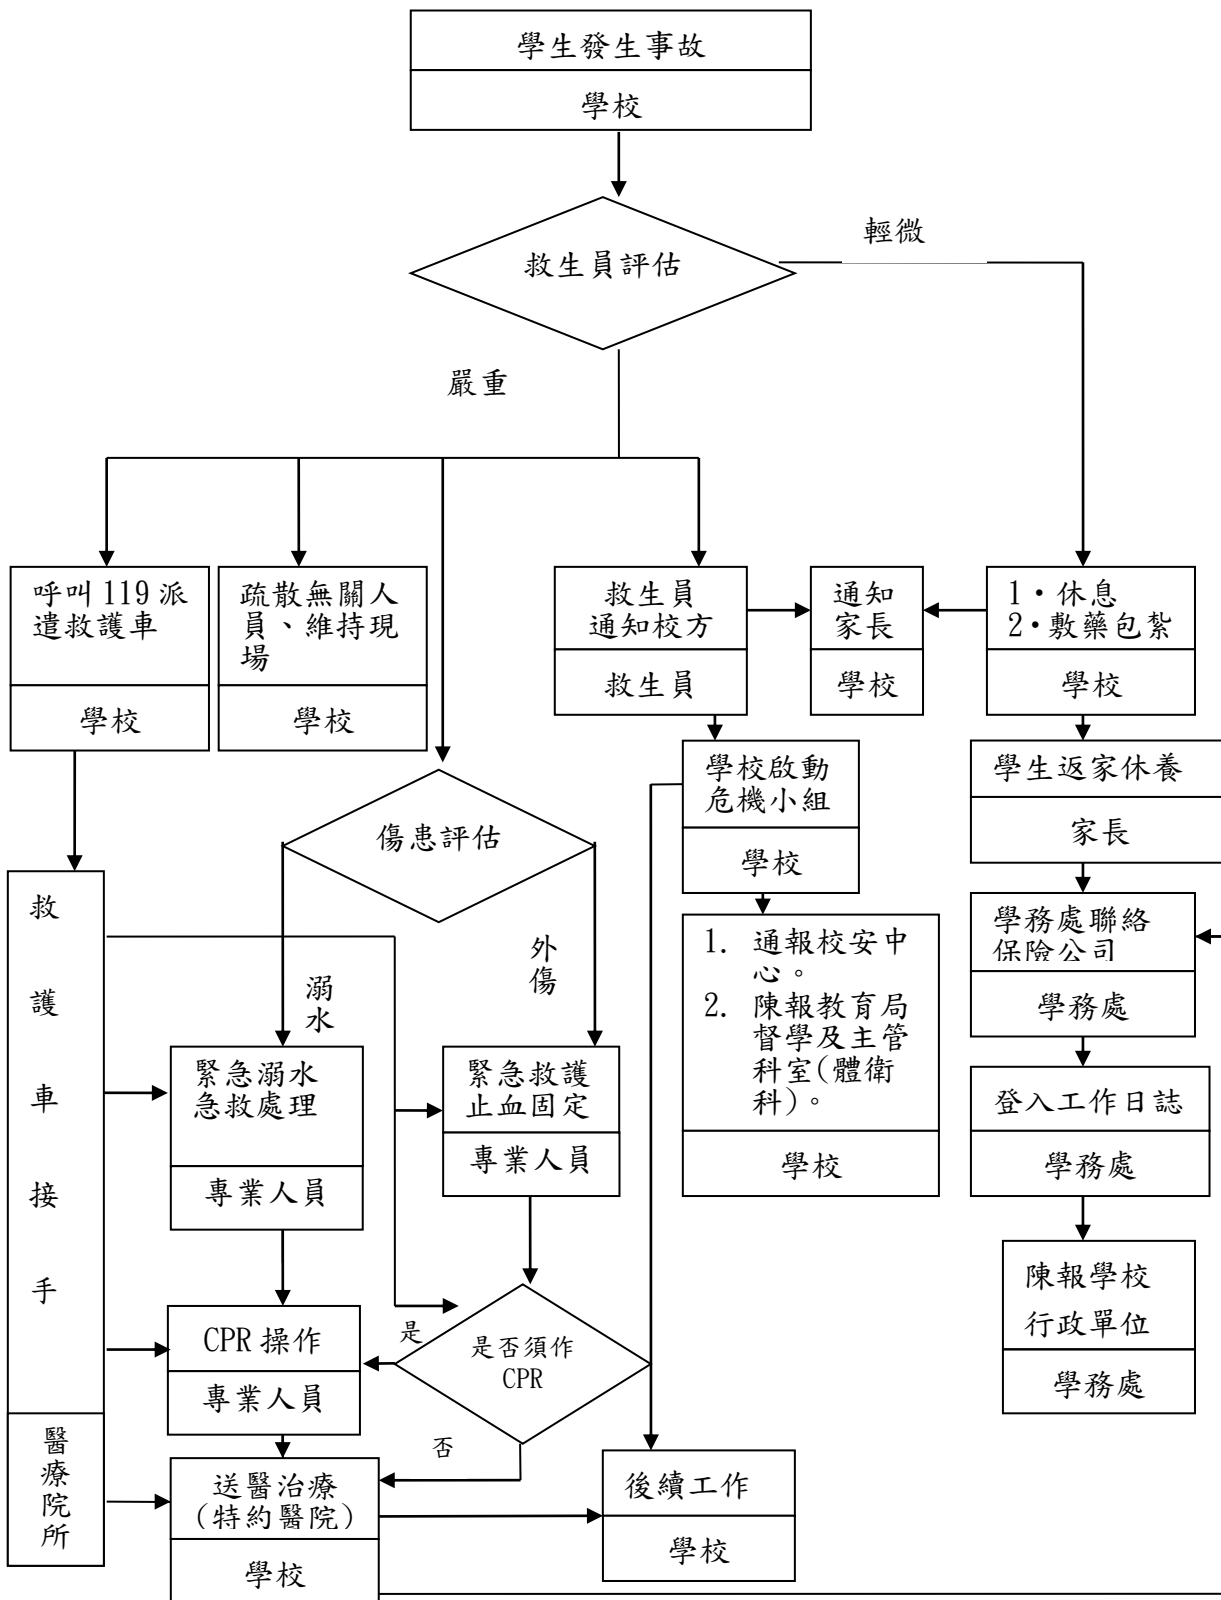 學生發生事故
學校
救生員評估
輕微
嚴重
呼叫119派
遣救護車
學校
疏散無關人
員、維持現
場
學校
救生員
通知校方
救生員
通知
家長
學校
1‧休息
2‧敷藥包紮
學校
學校啟動
危機小組
學校
學生返家休養
家長
傷患評估
溺水
外傷
救護車接手
醫療院所
1. 通報校安中
心。
2. 陳報教育局
督學及主管
科室(體衛
科)。
學校
學務處聯絡
保險公司
學務處
緊急溺水
急救處理
專業人員
緊急救護
止血固定
專業人員
登入工作日誌
學務處
陳報學校
行政單位
學務處
CPR操作
專業人員
是
是否須作
CPR
否
送醫治療
(特約醫院)
學校
後續工作
學校